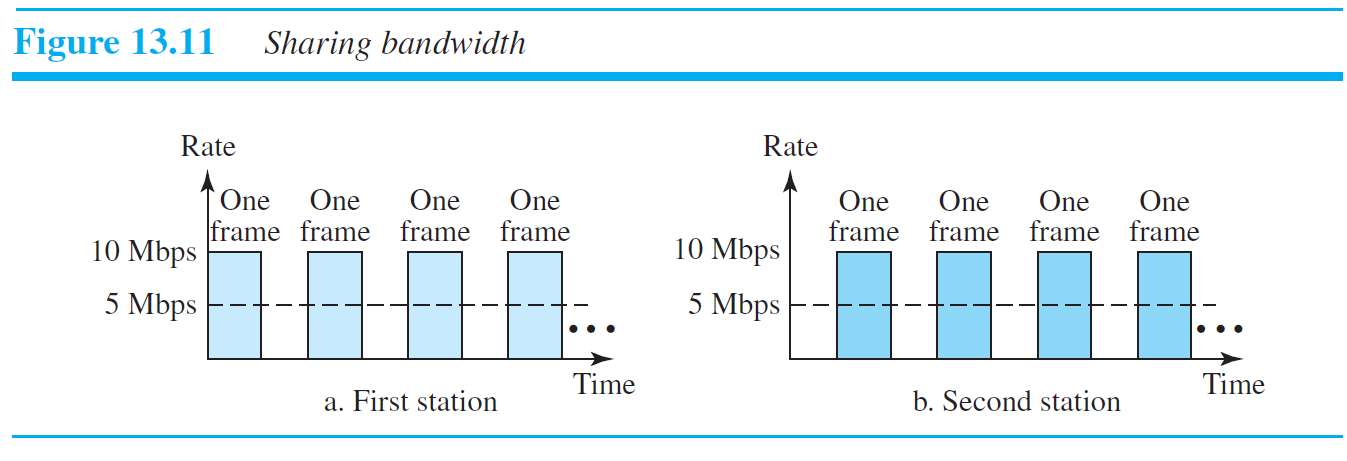 Figure 13.11 Sharing bandwidth
Rate
One One One One
frame frame frame frame
10 Mbps
5 Mbps
Time
a. First station
Rate
One One One One
frame frame frame frame
10 Mbps
5 Mbps
Time
b. Second station